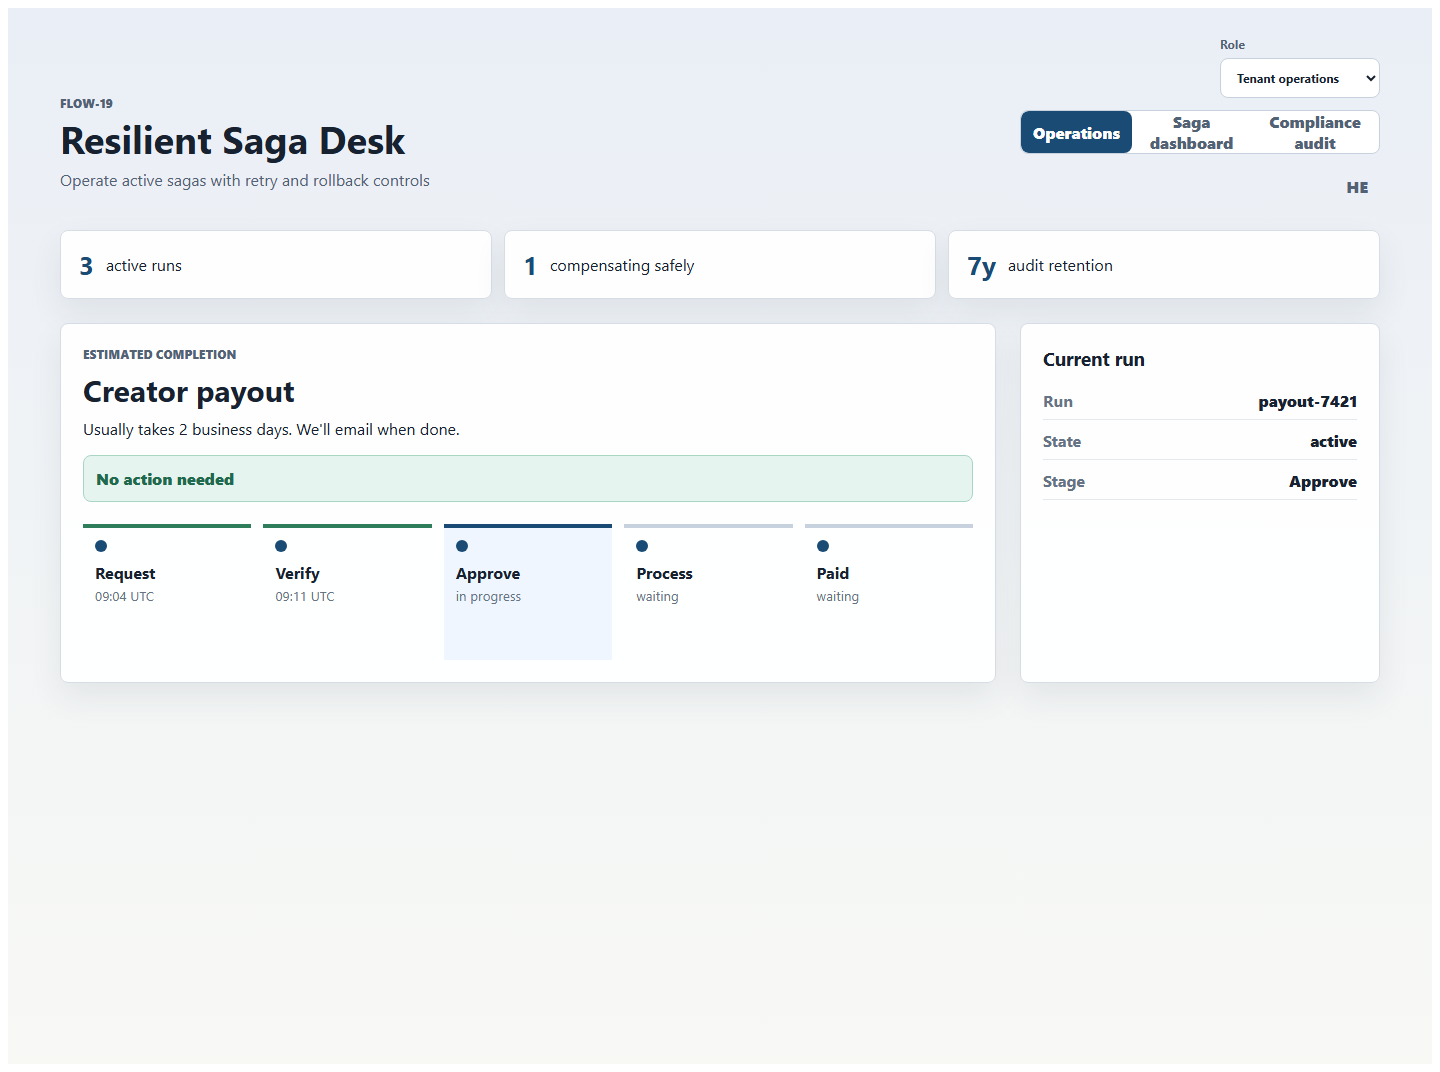 Role
Tenant operations
FLOW-19
Resilient Saga Desk
Operate active sagas with retry and rollback controls
Operations
Saga
dashboard
Compliance
audit
HE
3 active runs
1 compensating safely
7y audit retention
ESTIMATED COMPLETION
Creator payout
Usually takes 2 business days. We'll email when done.
No action needed
Request
09:04 UTC
Verify
09:11 UTC
Approve
in progress
Process
waiting
Paid
waiting
Current run
Run payout-7421
State active
Stage Approve